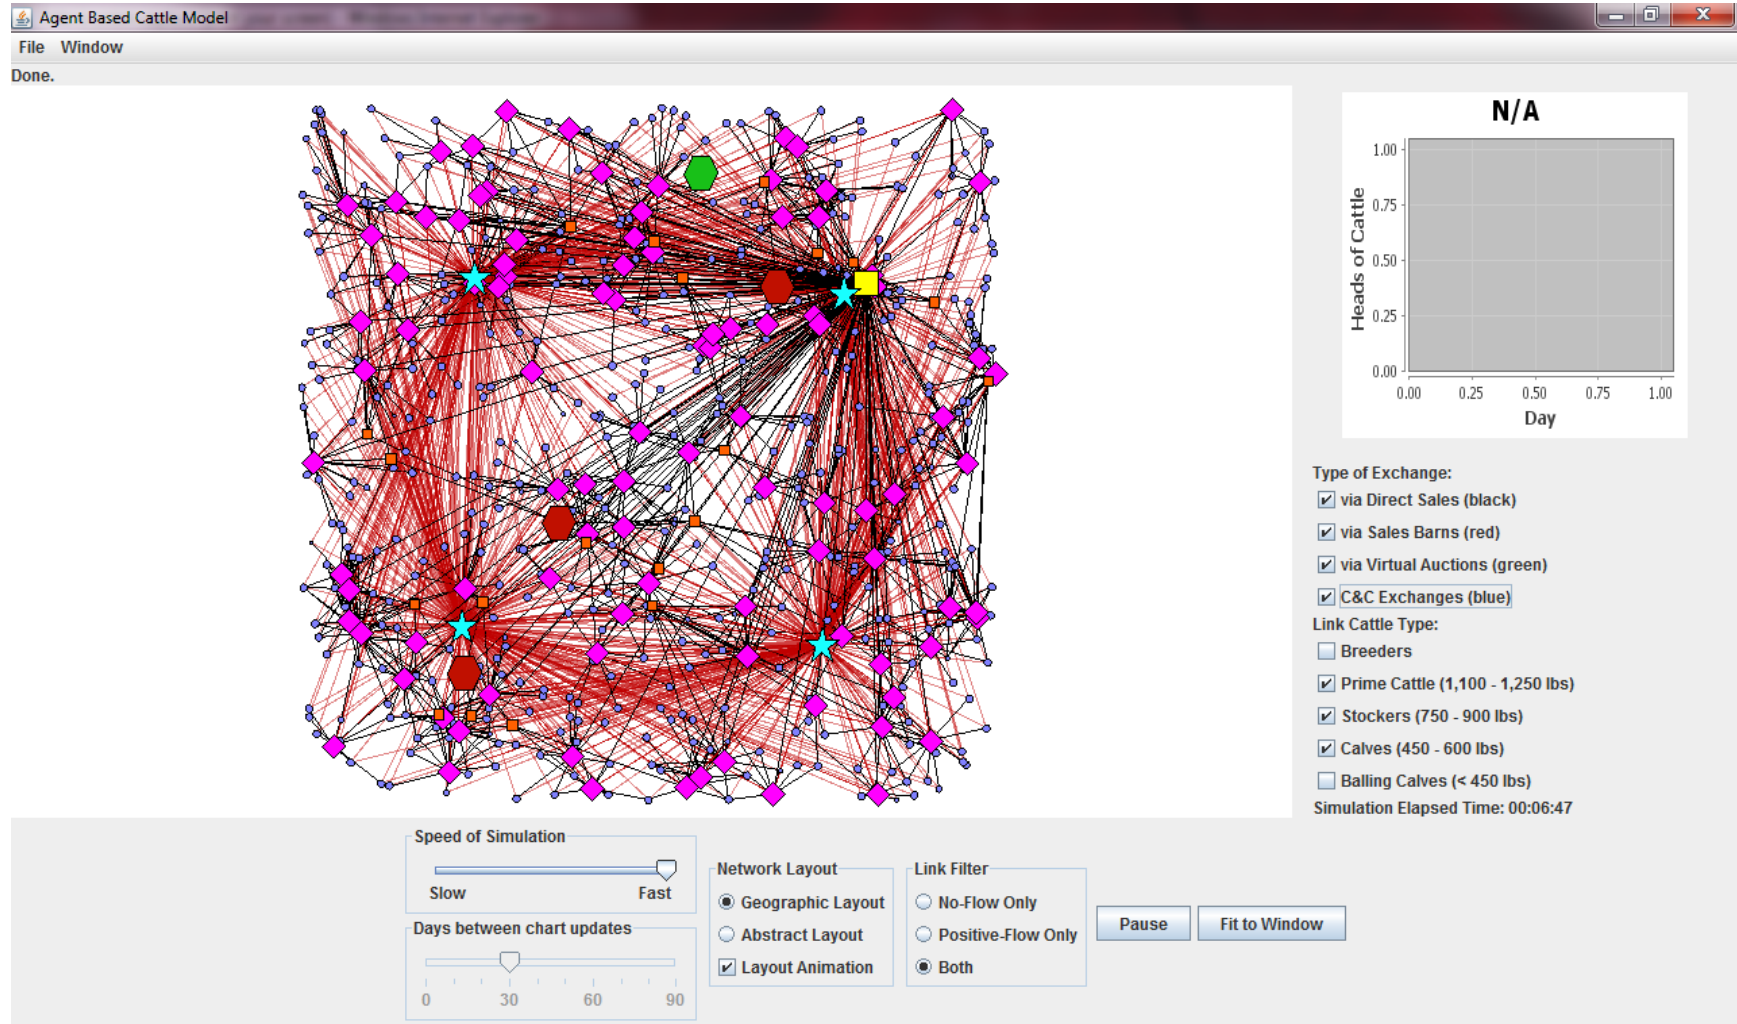 Agent Based Cattle Model
File Window
Done.
N/A
1.00
0.75
0.50
0.25
0.00
Heads of Cattle
0.00 0.25 0.50 0.75 1.00
Day
Type of Exchange:
via Direct Sales (black)
via Sales Barns (red)
via Virtual Auctions (green)
C&C Exchanges (blue)
Link Cattle Type:
Breeders
Prime Cattle (1,100 - 1,250 lbs)
Stockers (750 - 900 lbs)
Calves (450 - 600 lbs)
Balling Calves (< 450 lbs)
Simulation Elapsed Time: 00:06:47
Speed of Simulation
Slow Fast
Days between chart updates
0 30 60 90
Network Layout
Geographic Layout
Abstract Layout
Layout Animation
Link Filter
No-Flow Only
Positive-Flow Only
Both
Pause
Fit to Window